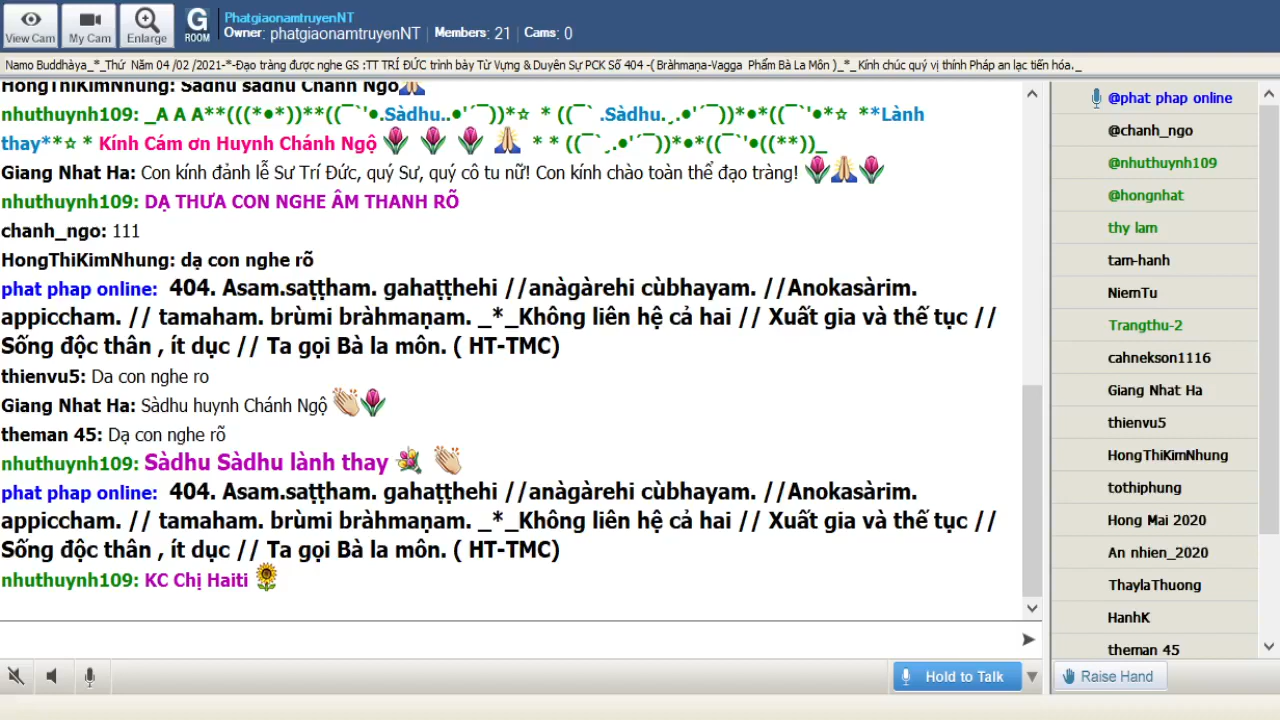 View Cam
My Cam
Enlarge
G
ROOM
PhatgiaonamtruyenNT
Owner: phatgiaonamtruyenNT | Members: 21 | Cams: 0
Namo Buddhàya_*_Thứ Năm 04 /02 /2021-*-Đạo tràng được nghe GS :TT TRÍ ĐỨC trình bày Từ Vựng & Duyên Sự PCK Số 404 -( Bràhmaṇa-Vagga Phẩm Bà La Môn )_*_ Kính chúc quý vị thính Pháp an lạc tiến hóa._
HongThiKimNhung: Sadhu sadhu Chanh Ngo🙏
nhuthuynh109: _A A A**(((*●*))**((¯`'●.Sàdhu..●'´¯))*☆ * ((¯` .Sàdhu.¸.●'´¯))*●*((¯`'●*☆ **Lành
thay**☆ * Kính Cám ơn Huynh Chánh Ngộ 🌷 🌷 🌷 🙏 * * ((¯`¸.●'´¯))*●*((¯`'●((**))_
Giang Nhat Ha: Con kính đảnh lễ Sư Trí Đức, quý Sư, quý cô tu nữ! Con kính chào toàn thể đạo tràng! 🌷🙏🌷
nhuthuynh109: DẠ THƯA CON NGHE ÂM THANH RÕ
chanh_ngo: 111
HongThiKimNhung: dạ con nghe rõ
phat phap online: 404. Asam.saṭṭham. gahaṭṭhehi //anàgàrehi cùbhayam. //Anokasàrim.
appiccham. // tamaham. brùmi bràhmaṇam. _*_Không liên hệ cả hai // Xuất gia và thế tục //
Sống độc thân , ít dục // Ta gọi Bà la môn. ( HT-TMC)
thienvu5: Da con nghe ro
Giang Nhat Ha: Sàdhu huynh Chánh Ngộ 👏🌷
theman 45: Dạ con nghe rõ
nhuthuynh109: Sàdhu Sàdhu lành thay 💐 👏
phat phap online: 404. Asam.saṭṭham. gahaṭṭhehi //anàgàrehi cùbhayam. //Anokasàrim.
appiccham. // tamaham. brùmi bràhmaṇam. _*_Không liên hệ cả hai // Xuất gia và thế tục //
Sống độc thân , ít dục // Ta gọi Bà la môn. ( HT-TMC)
nhuthuynh109: KC Chị Haiti 🌻
Hold to Talk
@phat phap online
@chanh_ngo
@nhuthuynh109
@hongnhat
thy lam
tam-hanh
NiemTu
Trangthu-2
cahnekson1116
Giang Nhat Ha
thienvu5
HongThiKimNhung
tothiphung
Hong Mai 2020
An nhien_2020
ThaylaThuong
HanhK
theman 45
Raise Hand